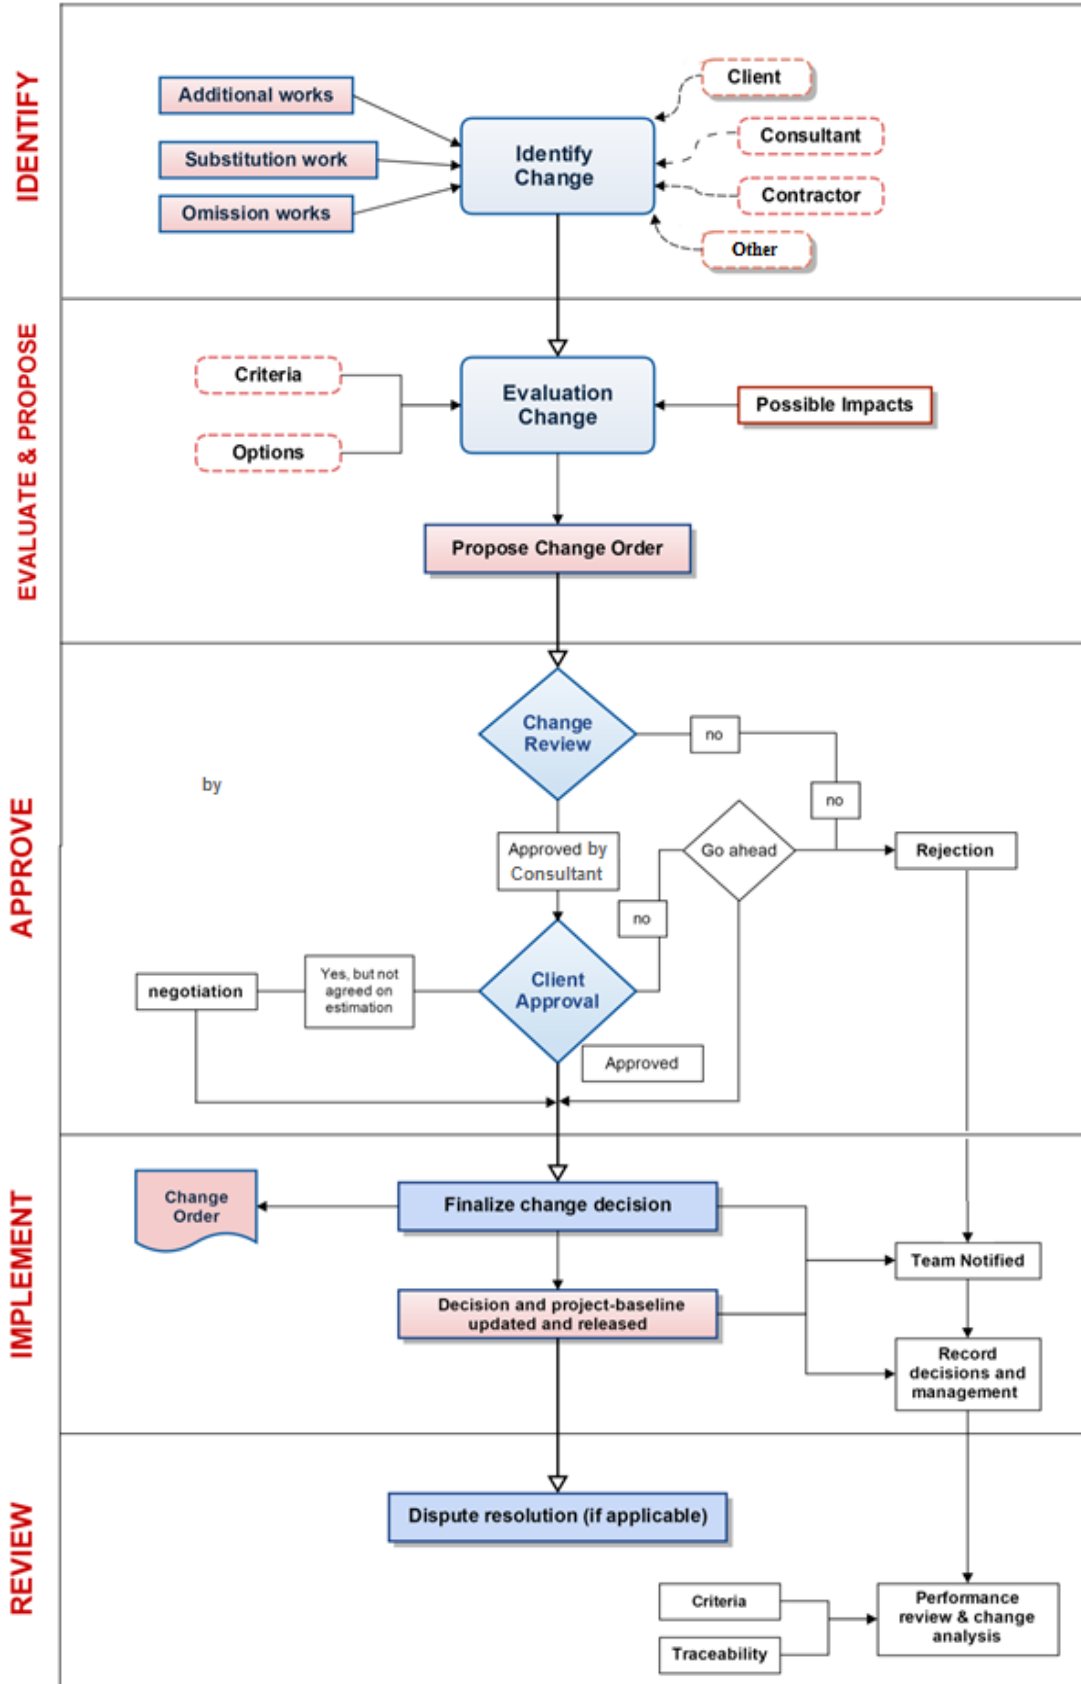 IDENTIFY
Additional works
Substitution work
Omission works
Identify
Change
Client
Consultant
Contractor
Other
EVALUATE & PROPOSE
Criteria
Options
Evaluation
Change
Possible Impacts
Propose Change Order
APPROVE
Change
Review
no
by
no
Approved by
Consultant
Go ahead
Rejection
no
negotiation
Yes, but not
agreed on
estimation
Client
Approval
Approved
IMPLEMENT
Change
Order
Finalize change decision
Team Notified
Decision and project-baseline
updated and released
Record
decisions and
management
REVIEW
Dispute resolution (if applicable)
Criteria
Traceability
Performance
review & change
analysis